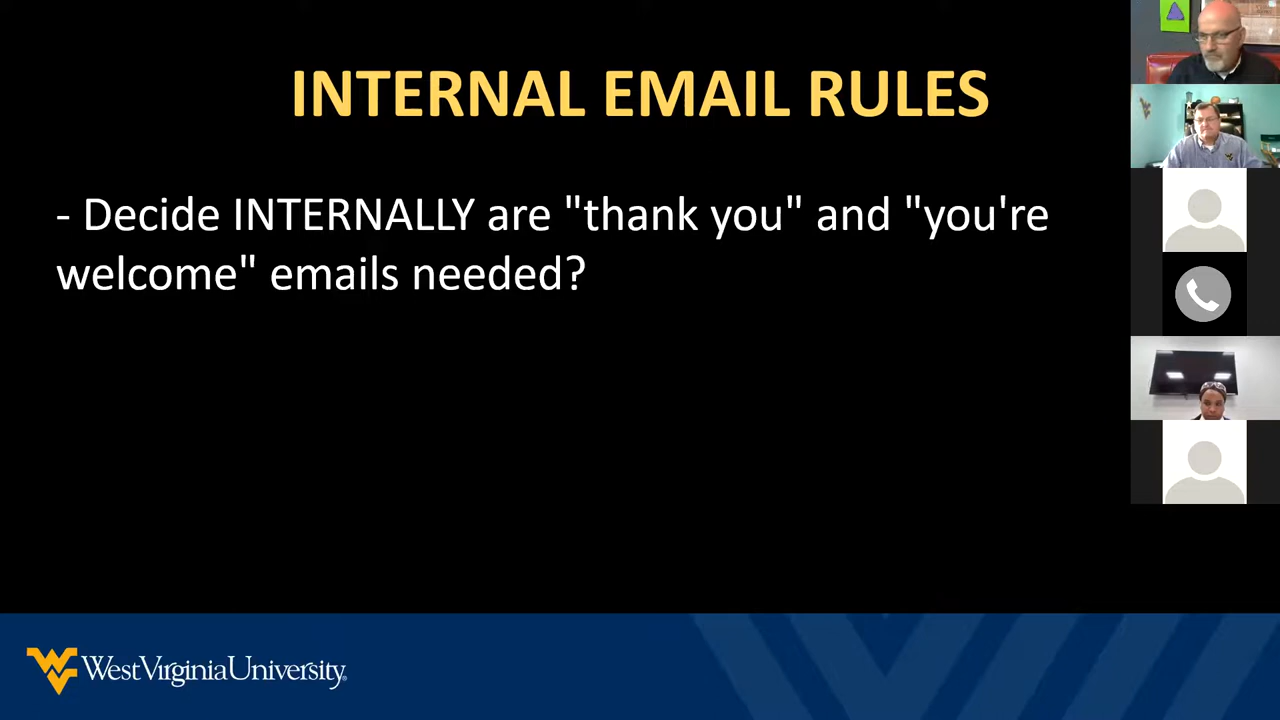 INTERNAL EMAIL RULES
- Decide INTERNALLY are "thank you" and "you're
welcome" emails needed?
WestVirginiaUniversity®